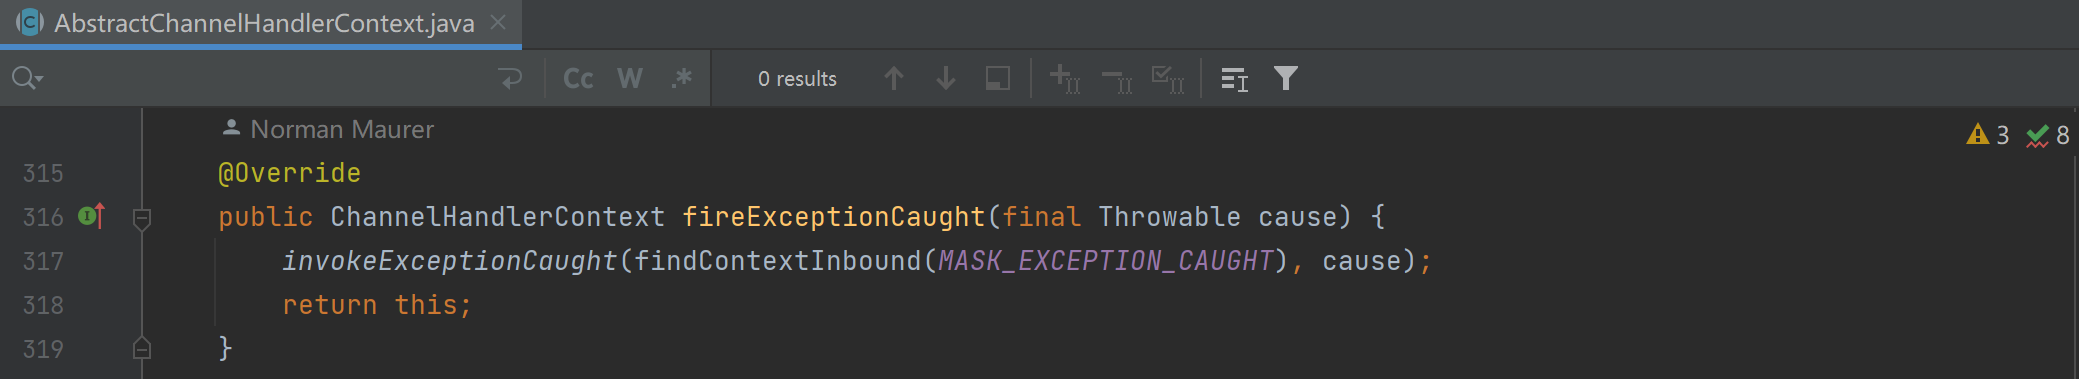 AbstractChannelHandlerContext.java
Cc W .* 0 results
Norman Maurer
3 8
315 @Override
316 public ChannelHandlerContext fireExceptionCaught(final Throwable cause) {
317 invokeExceptionCaught(findContextInbound(MASK_EXCEPTION_CAUGHT), cause);
318 return this;
319 }